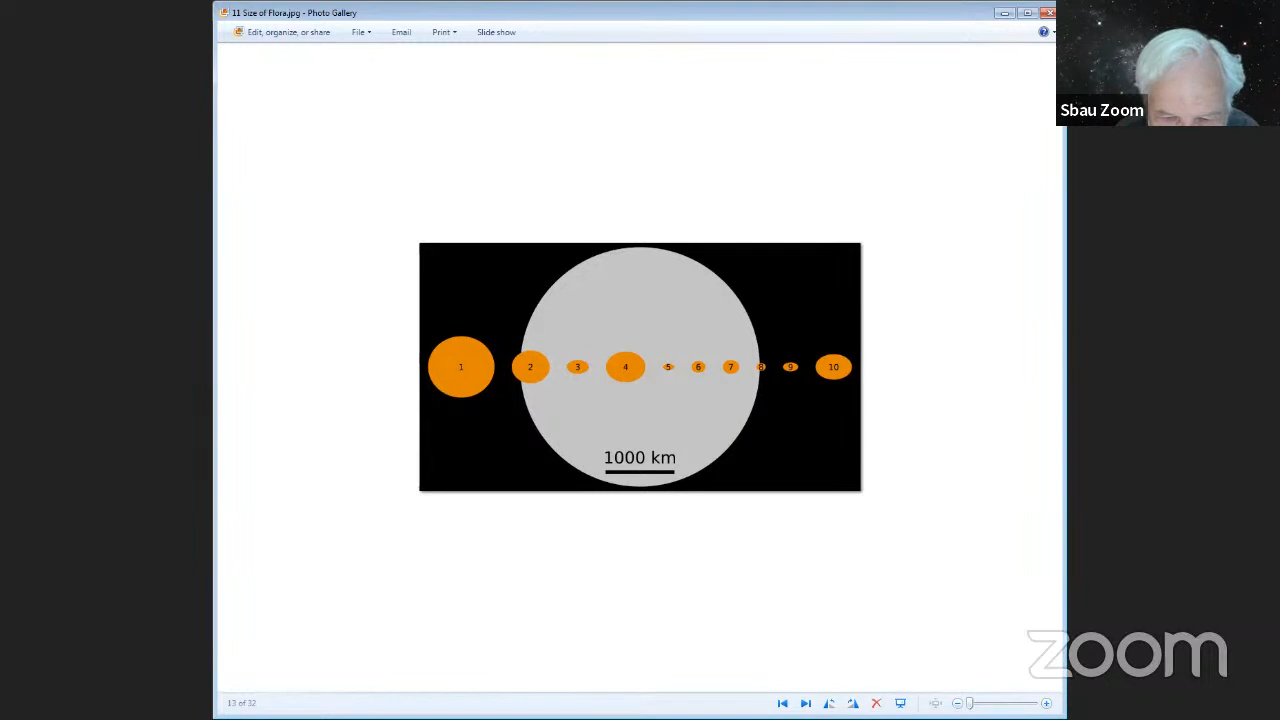 11 Size of Flora.jpg - Photo Gallery
Edit, organize, or share File Email Print Slide show
Sbau Zoom
1 2 3 4 5 6 7 8 9 10
1000 km
zoom
13 of 32